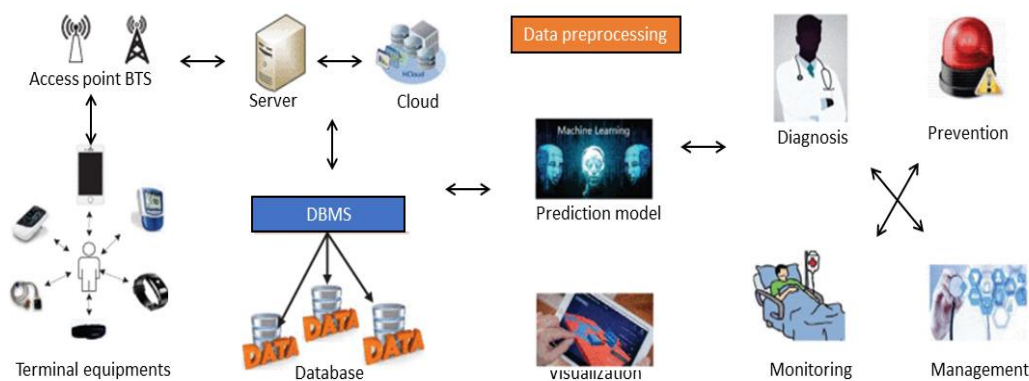 Data preprocessing
Access point BTS
Server
Cloud
HCloud
Machine Learning
Diagnosis
Prevention
DBMS
Prediction model
DATA
DATA
DATA
Terminal equipments
Database
Visualization
Monitoring
Management